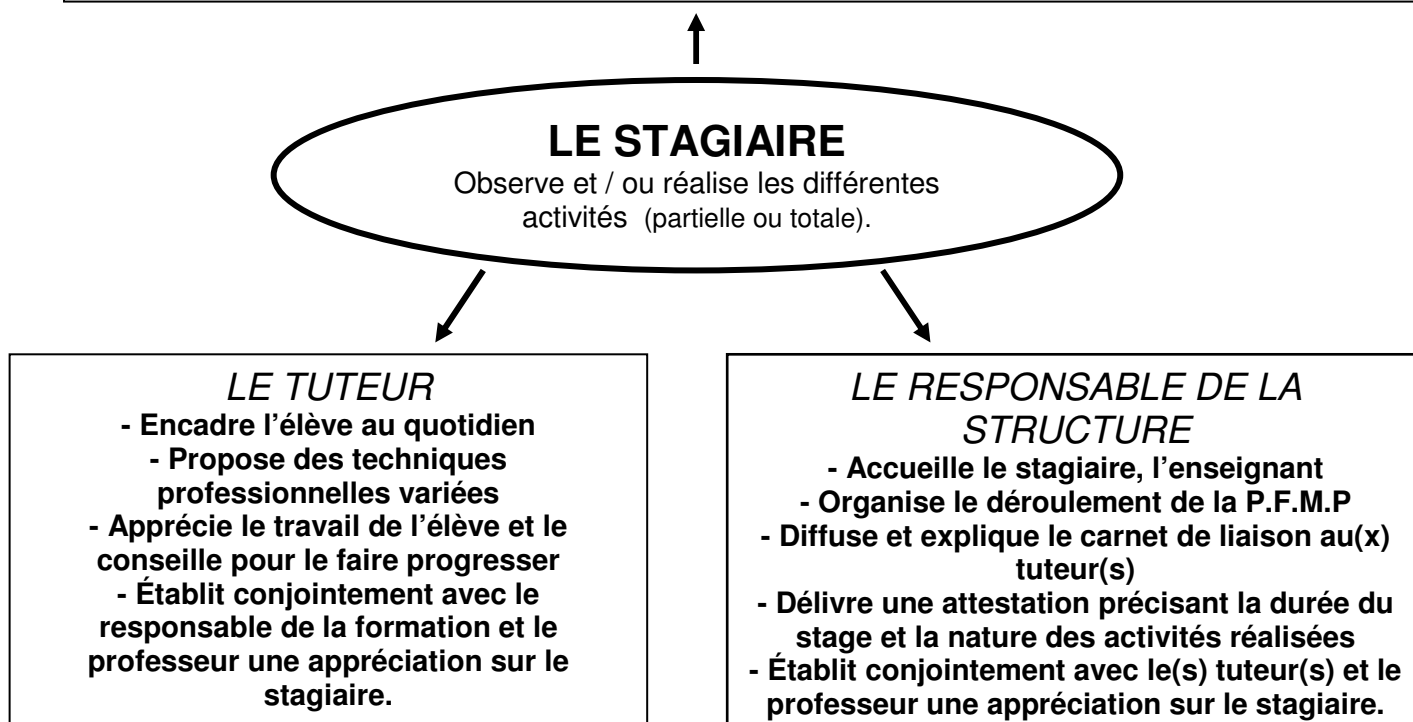 LE STAGIAIRE
Observe et / ou réalise les différentes
activités (partielle ou totale).
LE TUTEUR
- Encadre l’élève au quotidien
- Propose des techniques
professionnelles variées
- Apprécie le travail de l’élève et le
conseille pour le faire progresser
- Établit conjointement avec le
responsable de la formation et le
professeur une appréciation sur le
stagiaire.
LE RESPONSABLE DE LA
STRUCTURE
- Accueille le stagiaire, l’enseignant
- Organise le déroulement de la P.F.M.P
- Diffuse et explique le carnet de liaison au(x)
tuteur(s)
- Délivre une attestation précisant la durée du
stage et la nature des activités réalisées
- Établit conjointement avec le(s) tuteur(s) et le
professeur une appréciation sur le stagiaire.